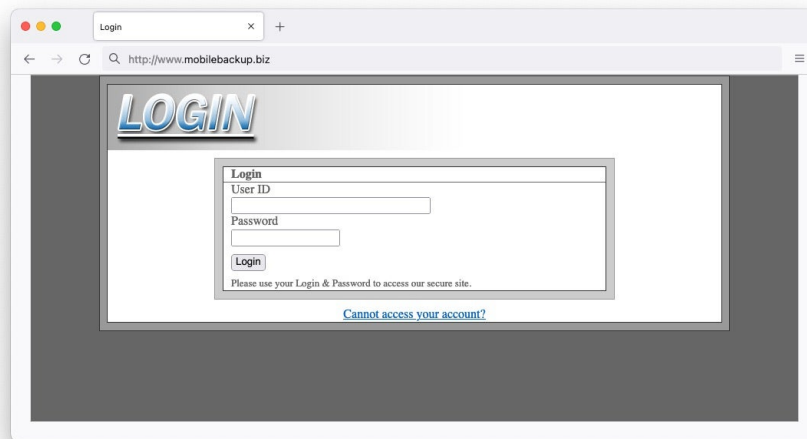 Login
http://www.mobilebackup.biz
LOGIN
Login
User ID
Password
Login
Please use your Login & Password to access our secure site.
Cannot access your account?